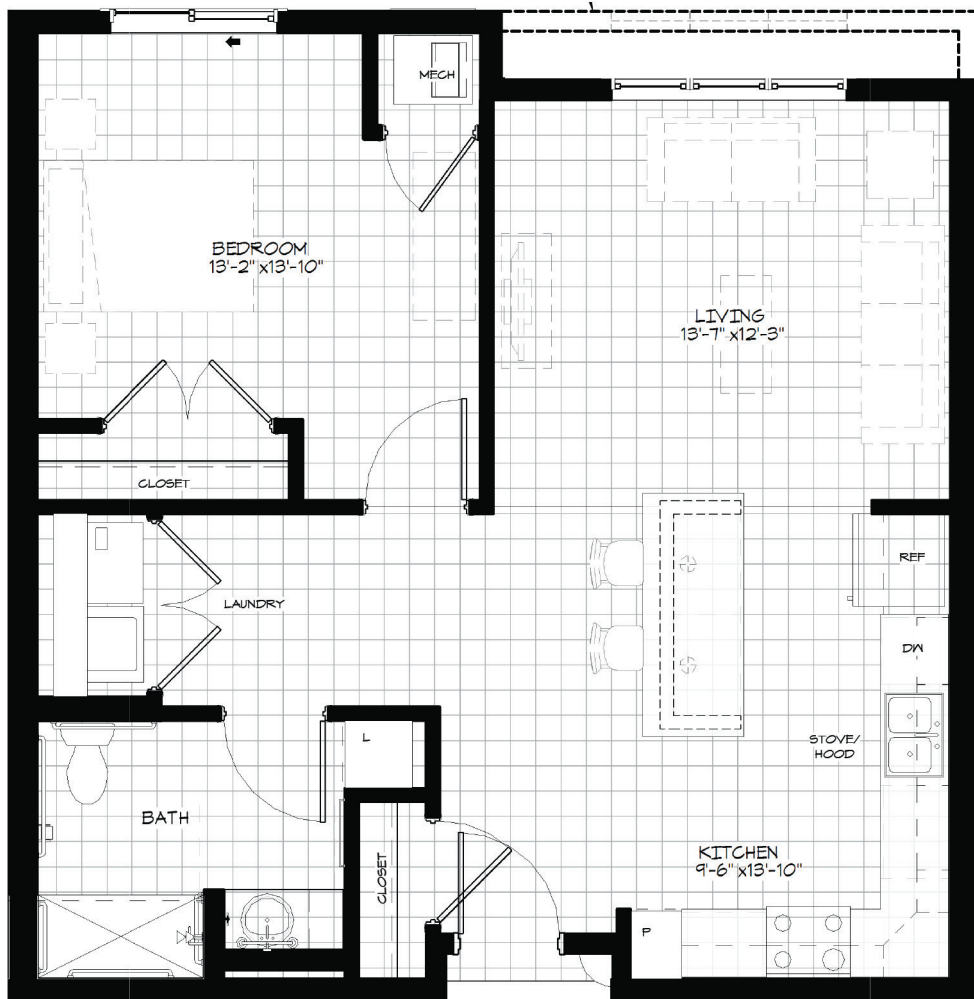 MECH
BEDROOM
13'-2" x13'-10"
LIVING
13'-7" x12'-3"
CLOSET
REF
LAUNDRY
DW
L
STOVE/
HOOD
BATH
KITCHEN
9'-6" x13'-10"
CLOSET
P